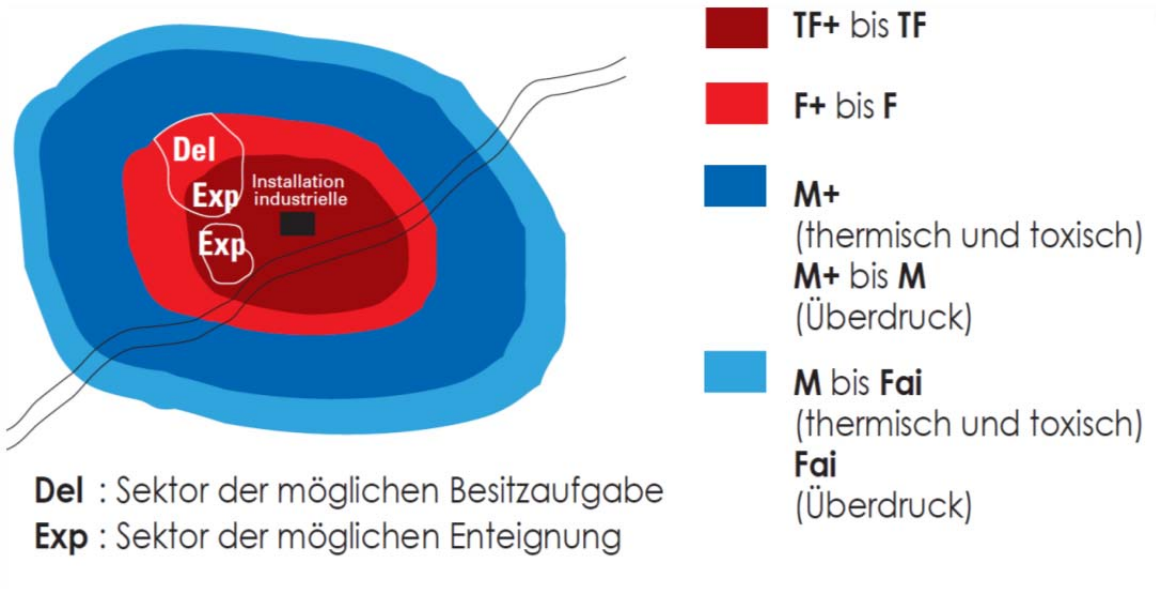 Del
Exp
Exp
Installation
industrielle
TF+ bis TF
F+ bis F
M+
(thermisch und toxisch)
M+ bis M
(Überdruck)
M bis Fai
(thermisch und toxisch)
Fai
(Überdruck)
Del : Sektor der möglichen Besitzaufgabe
Exp : Sektor der möglichen Enteignung